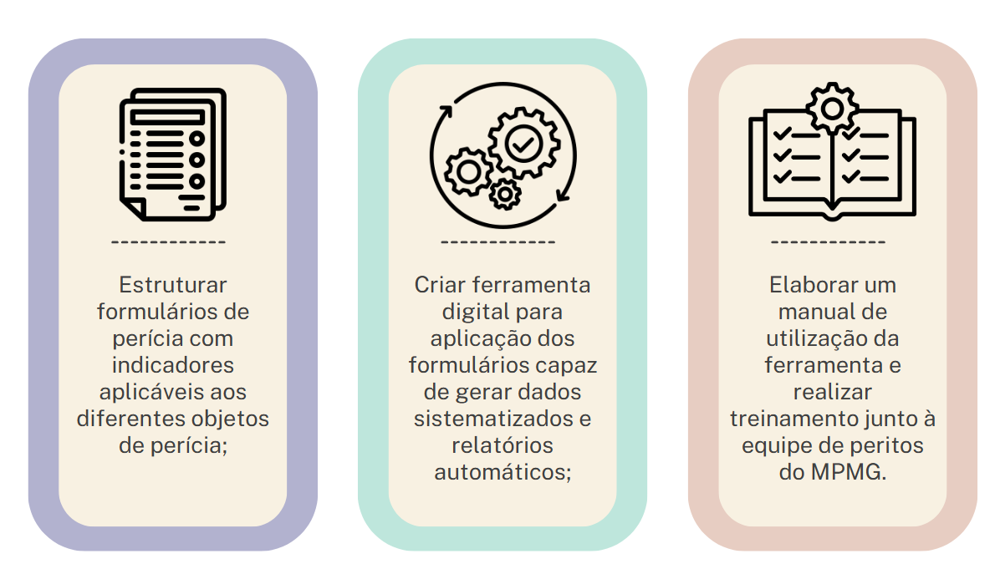 Estruturar
formulários de
perícia com
indicadores
aplicáveis aos
diferentes objetos
de perícia;
Criar ferramenta
digital para
aplicação dos
formulários capaz
de gerar dados
sistematizados e
relatórios
automáticos;
Elaborar um
manual de
utilização da
ferramenta e
realizar
treinamento junto à
equipe de peritos
do MPMG.